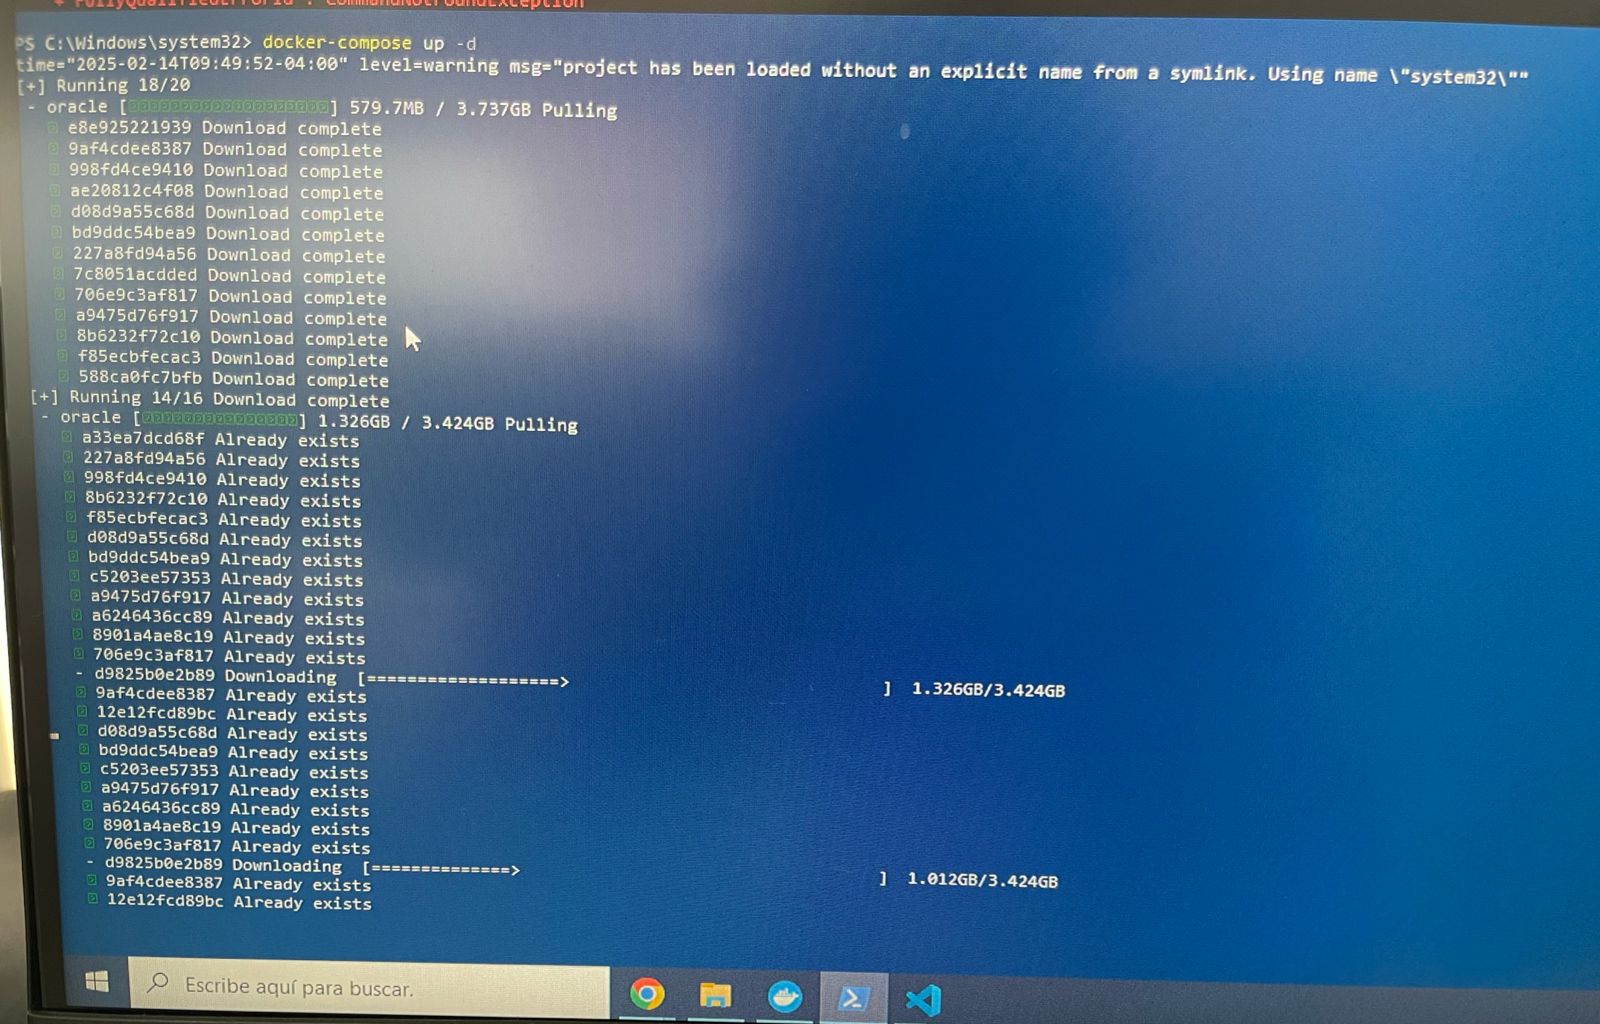 + FullyQualifiedErrorId : CommandNotFoundException
PS C:\Windows\system32> docker-compose up -d
time="2025-02-14T09:49:52-04:00" level=warning msg="project has been loaded without an explicit name from a symlink. Using name \"system32\""
[+] Running 18/20
- oracle [] 579.7MB / 3.737GB Pulling
e8e925221939 Download complete
9af4cdee8387 Download complete
998fd4ce9410 Download complete
ae20812c4f08 Download complete
d08d9a55c68d Download complete
bd9ddc54bea9 Download complete
227a8fd94a56 Download complete
7c8051acdded Download complete
706e9c3af817 Download complete
a9475d76f917 Download complete
8b6232f72c10 Download complete
f85ecbfecac3 Download complete
588ca0fc7bfb Download complete
[+] Running 14/16 Download complete
- oracle [] 1.326GB / 3.424GB Pulling
a33ea7dcd68f Already exists
227a8fd94a56 Already exists
998fd4ce9410 Already exists
8b6232f72c10 Already exists
f85ecbfecac3 Already exists
d08d9a55c68d Already exists
bd9ddc54bea9 Already exists
c5203ee57353 Already exists
a9475d76f917 Already exists
a6246436cc89 Already exists
8901a4ae8c19 Already exists
706e9c3af817 Already exists
- d9825b0e2b89 Downloading [===================> ] 1.326GB/3.424GB
9af4cdee8387 Already exists
12e12fcd89bc Already exists
d08d9a55c68d Already exists
bd9ddc54bea9 Already exists
c5203ee57353 Already exists
a9475d76f917 Already exists
a6246436cc89 Already exists
8901a4ae8c19 Already exists
706e9c3af817 Already exists
- d9825b0e2b89 Downloading [==============> ] 1.012GB/3.424GB
9af4cdee8387 Already exists
12e12fcd89bc Already exists
Escribe aquí para buscar.